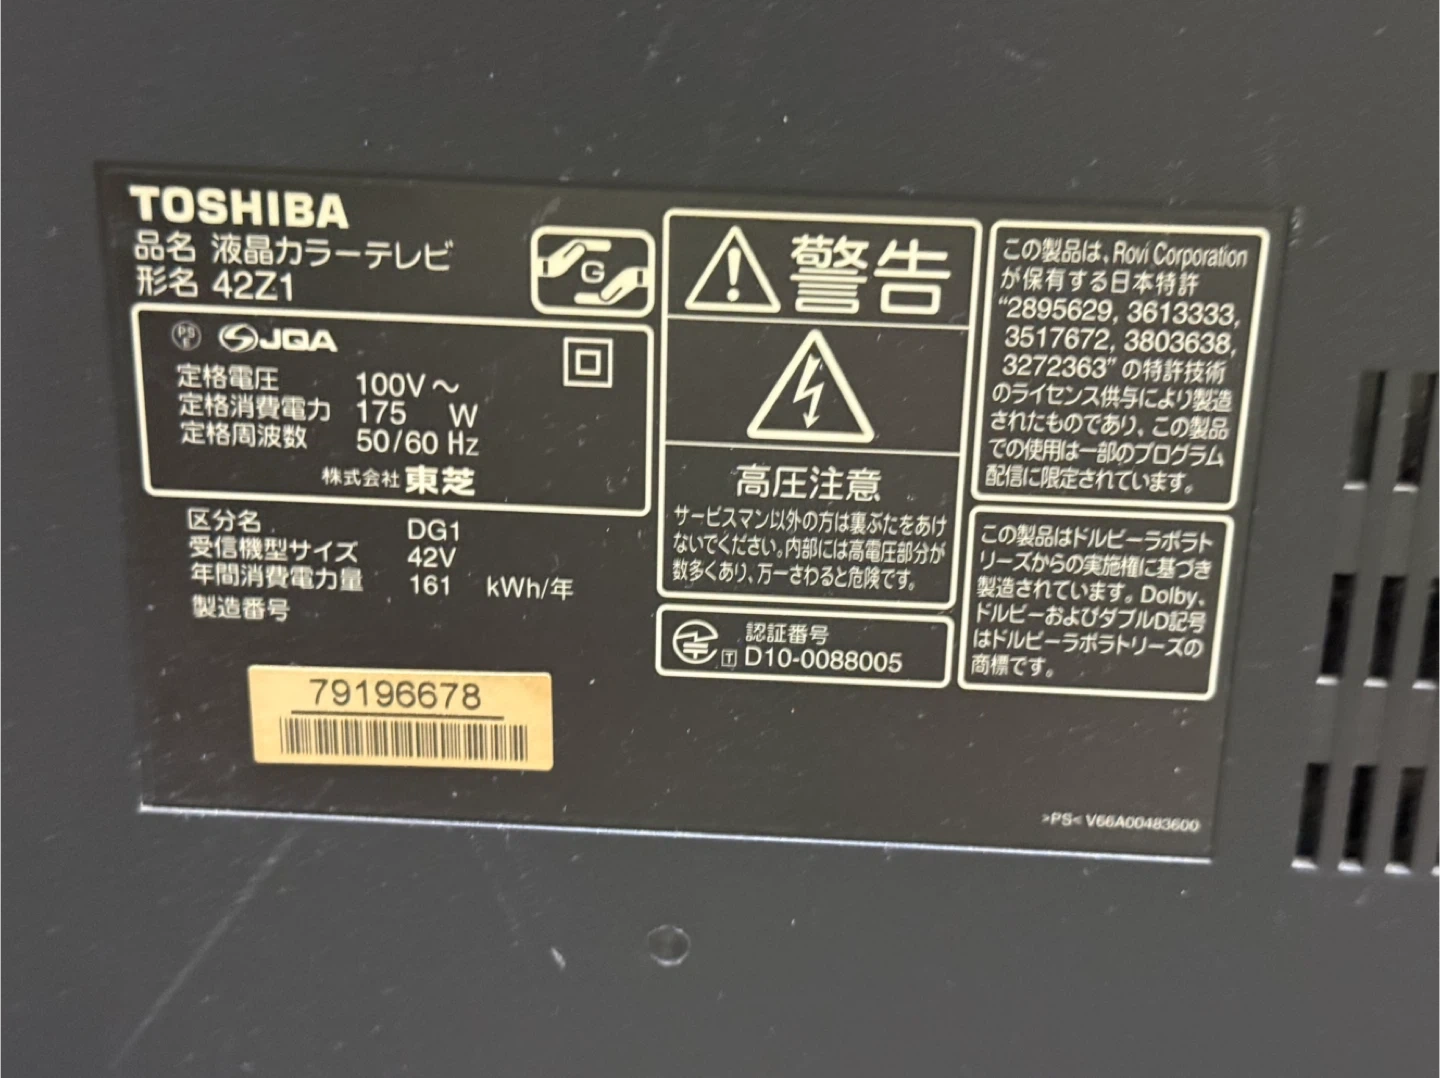 TOSHIBA
品名 液晶カラーテレビ
形名 42Z1
G
PS
E
JQA
定格電圧 100V～
定格消費電力 175 W
定格周波数 50/60 Hz
株式会社 東芝
区分名 DG1
受信機型サイズ 42V
年間消費電力量 161 kWh/年
製造番号
79196678
警告
高圧注意
サービスマン以外の方は裏ぶたをあけ
ないでください。内部には高電圧部分が
数多くあり、万一さわると危険です。
認証番号
T D10-0088005
この製品は、Rovi Corporation
が保有する日本特許
“2895629, 3613333,
3517672, 3803638,
3272363” の特許技術
のライセンス供与により製造
されたものであり、この製品
での使用は一部のプログラム
配信に限定されています。
この製品はドルビーラボラト
リーズからの実施権に基づき
製造されています。Dolby、
ドルビーおよびダブルD記号
はドルビーラボラトリーズの
商標です。
>PS< V66A00483600